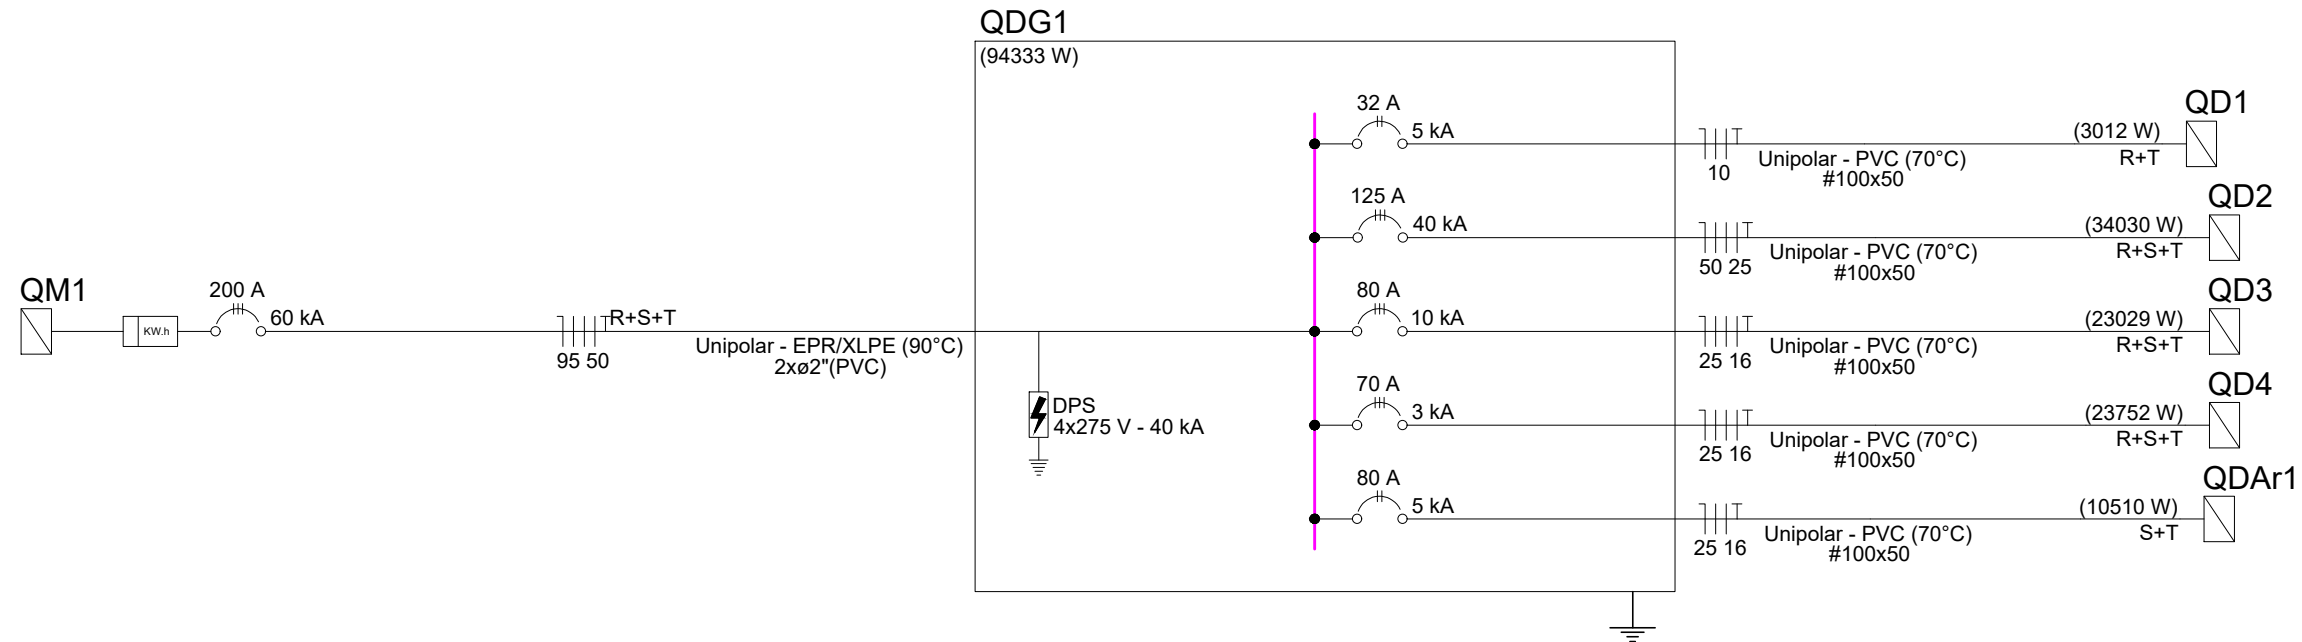 QDG1
(94333 W)
QM1
KW.h
200 A
60 kA
95 50
R+S+T
Unipolar - EPR/XLPE (90°C)
2xø2"(PVC)
DPS
4x275 V - 40 kA
32 A
5 kA
10
Unipolar - PVC (70°C)
#100x50
(3012 W)
R+T
QD1
125 A
40 kA
50 25
Unipolar - PVC (70°C)
#100x50
(34030 W)
R+S+T
QD2
80 A
10 kA
25 16
Unipolar - PVC (70°C)
#100x50
(23029 W)
R+S+T
QD3
70 A
3 kA
25 16
Unipolar - PVC (70°C)
#100x50
(23752 W)
R+S+T
QD4
80 A
5 kA
25 16
Unipolar - PVC (70°C)
#100x50
(10510 W)
S+T
QDAr1